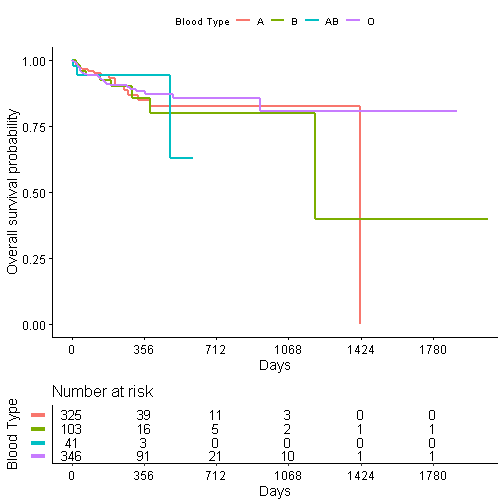 Blood Type A B AB O
Overall survival probability
1.00
0.75
0.50
0.25
0.00
0 356 712 1068 1424 1780
Days
Number at risk
Blood Type
325 39 11 3 0 0
103 16 5 2 1 1
41 3 0 0 0 0
346 91 21 10 1 1
0 356 712 1068 1424 1780
Days